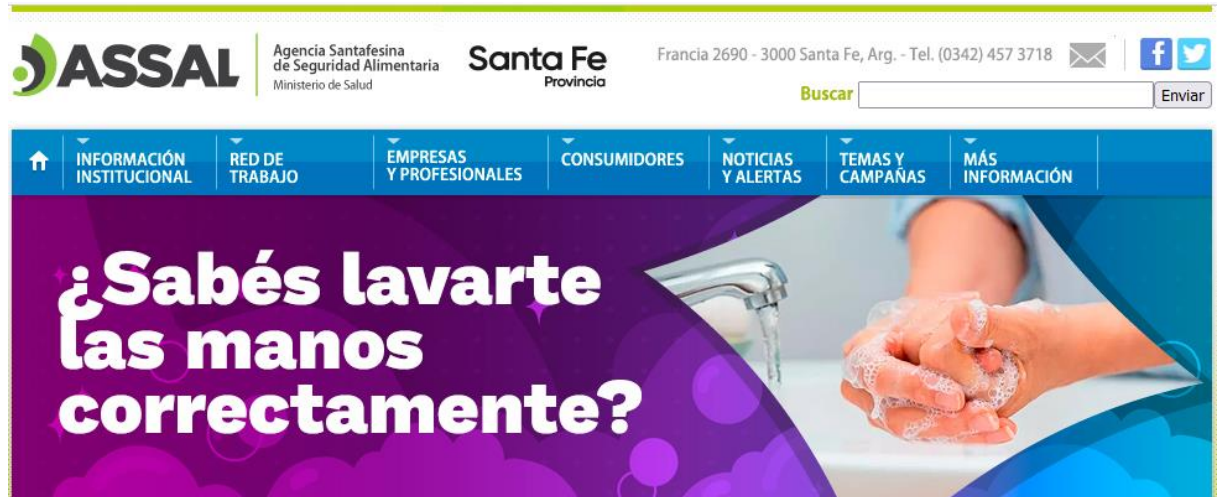 ASSAL
Agencia Santafesina
de Seguridad Alimentaria
Ministerio de Salud
Santa Fe
Provincia
Francia 2690 - 3000 Santa Fe, Arg. - Tel. (0342) 457 3718
Buscar
Enviar
INFORMACIÓN
INSTITUCIONAL
RED DE
TRABAJO
EMPRESAS
Y PROFESIONALES
CONSUMIDORES
NOTICIAS
Y ALERTAS
TEMAS Y
CAMPAÑAS
MÁS
INFORMACIÓN
¿Sabés lavarte
las manos
correctamente?